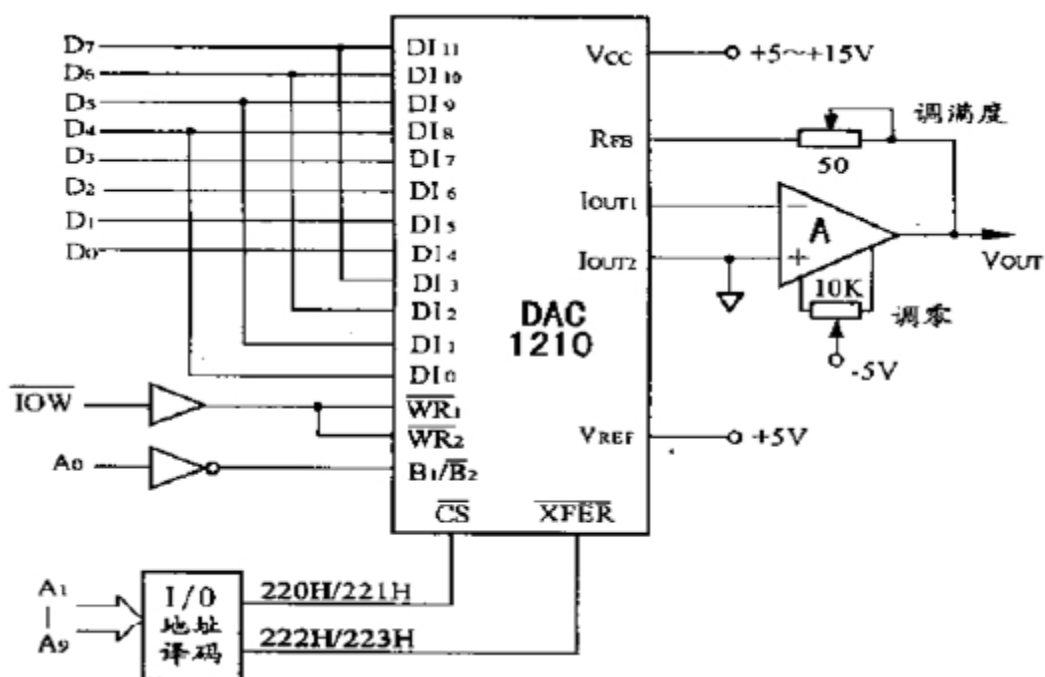 D7
D6
D5
D4
D3
D2
D1
D0
DI11
DI10
DI9
DI8
DI7
DI6
DI5
DI4
DI3
DI2
DI1
DI0
IOW
WR1
WR2
A0
B1/B2
CS
XFER
DAC
1210
VCC
+5～+15V
RFB
50
调满度
IOUT1
IOUT2
A
VOUT
10K
调零
-5V
VREF
+5V
A1
A9
I/O
地址
译码
220H/221H
222H/223H